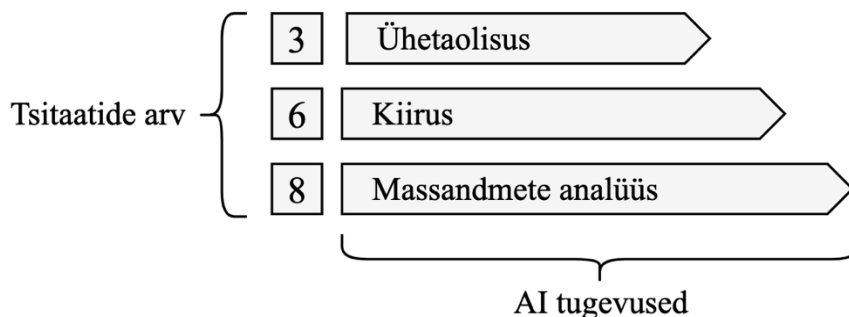 3 Ühetaolisus
Tsitaatide arv
6 Kiirus
8 Massandmete analüüs
AI tugevused